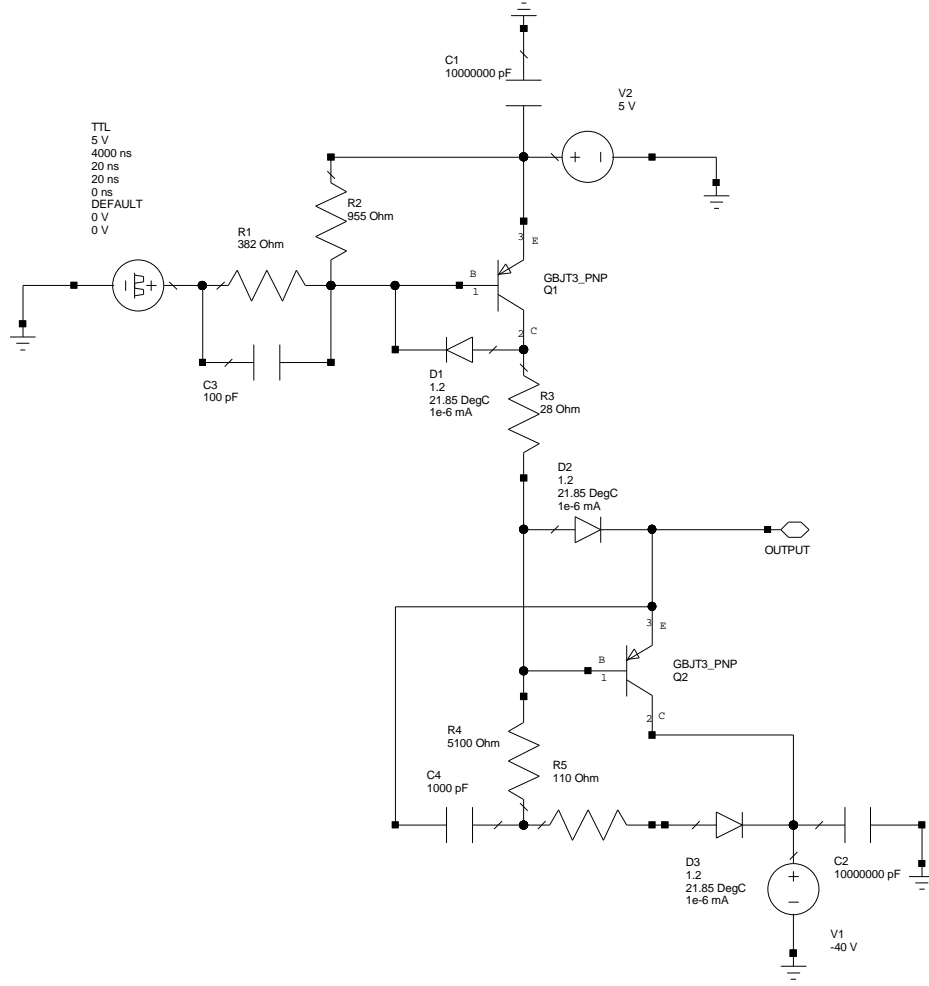 C1
10000000 pF
V2
5 V
TTL
5 V
4000 ns
20 ns
20 ns
0 ns
DEFAULT
0 V
0 V
R2
955 Ohm
R1
382 Ohm
3 E
B
1
GBJT3_PNP
Q1
2 C
C3
100 pF
D1
1.2
21.85 DegC
1e-6 mA
R3
28 Ohm
D2
1.2
21.85 DegC
1e-6 mA
OUTPUT
3 E
B
1
GBJT3_PNP
Q2
2 C
R4
5100 Ohm
R5
110 Ohm
C4
1000 pF
D3
1.2
21.85 DegC
1e-6 mA
C2
10000000 pF
V1
-40 V